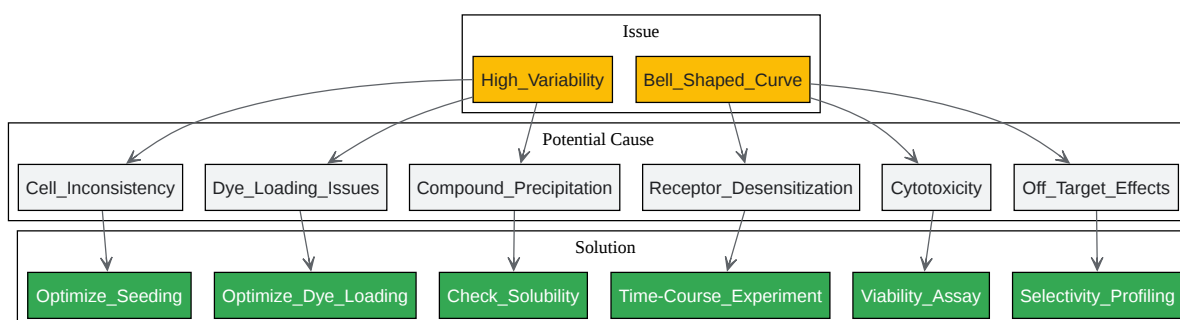 Issue
High_Variability
Bell_Shaped_Curve
Potential Cause
Cell_Inconsistency
Dye_Loading_Issues
Compound_Precipitation
Receptor_Desensitization
Cytotoxicity
Off_Target_Effects
Solution
Optimize_Seeding
Optimize_Dye_Loading
Check_Solubility
Time-Course_Experiment
Viability_Assay
Selectivity_Profiling